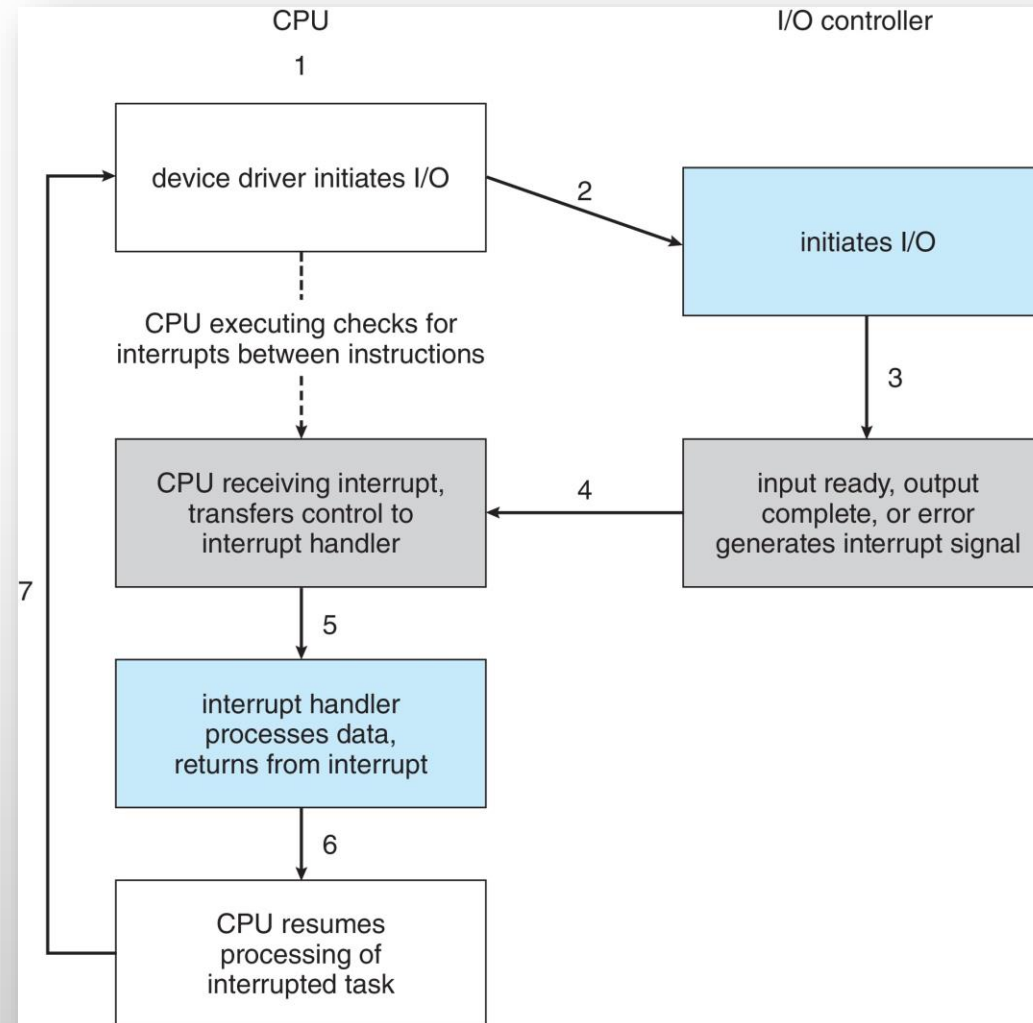 CPU
I/O controller
1
device driver initiates I/O
2
initiates I/O
CPU executing checks for
interrupts between instructions
3
CPU receiving interrupt,
transfers control to
interrupt handler
4
input ready, output
complete, or error
generates interrupt signal
7
5
interrupt handler
processes data,
returns from interrupt
6
CPU resumes
processing of
interrupted task